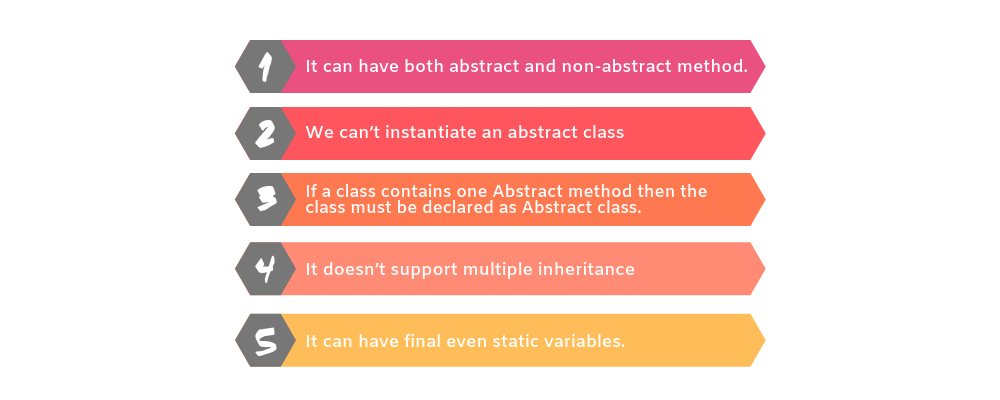 1
It can have both abstract and non-abstract method.
2
We can’t instantiate an abstract class
3
If a class contains one Abstract method then the
class must be declared as Abstract class.
4
It doesn’t support multiple inheritance
5
It can have final even static variables.